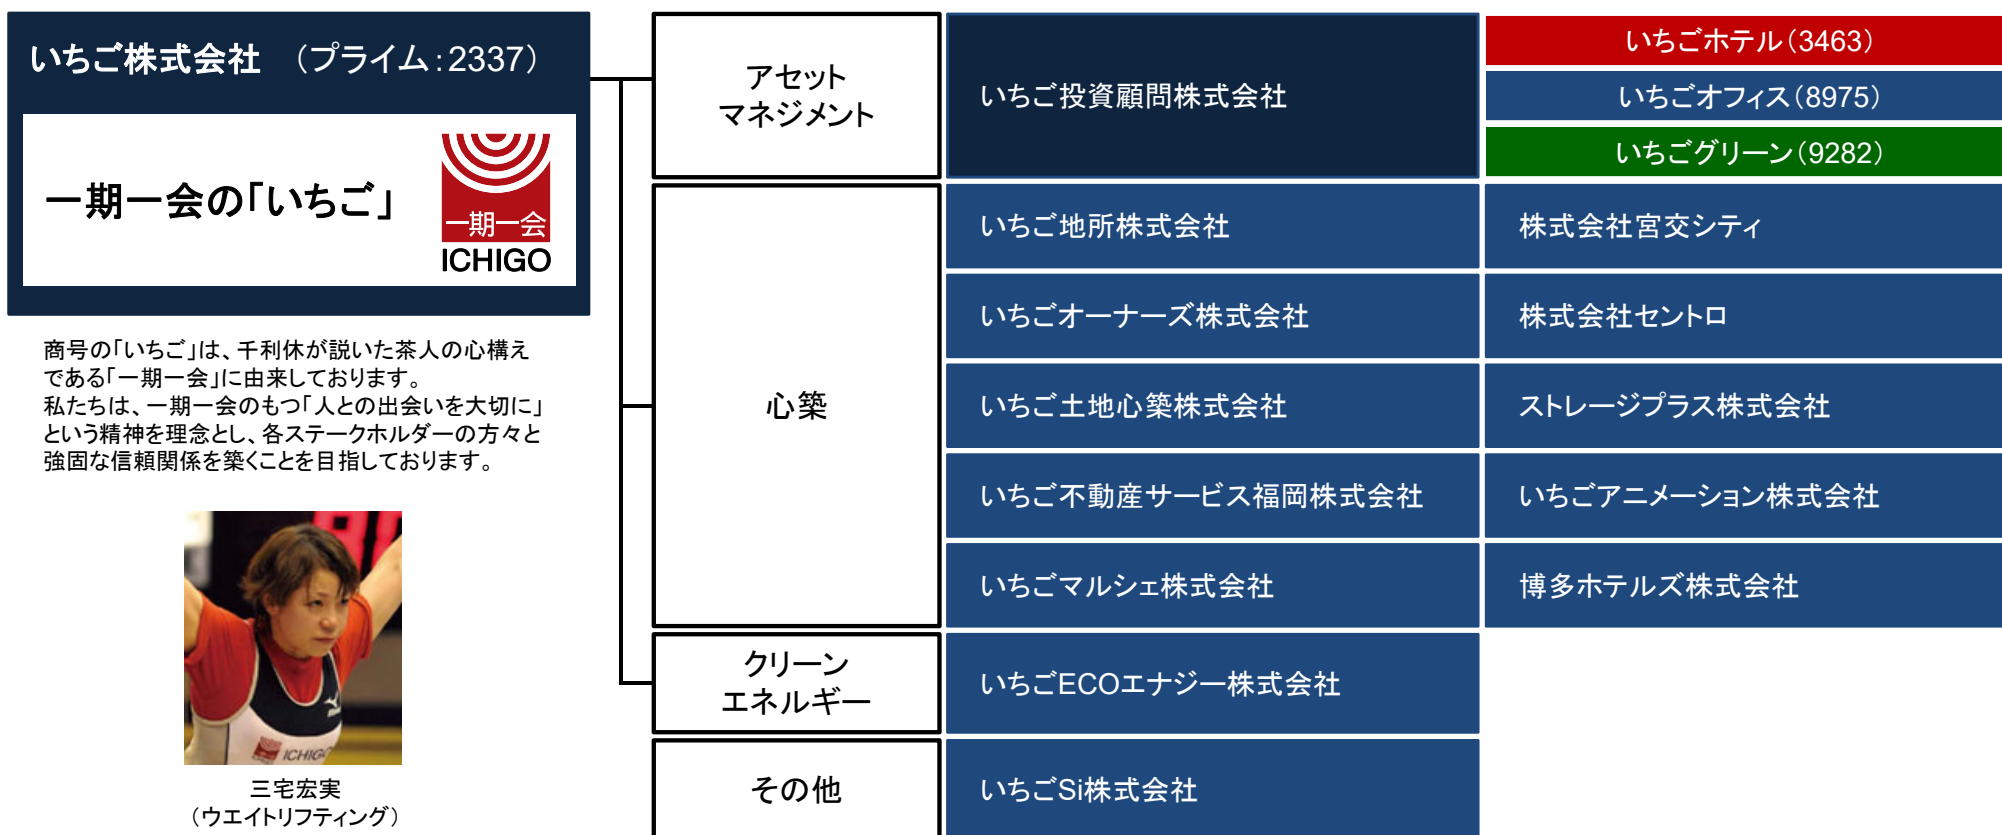 いちご株式会社 （プライム：2337）
一期一会の「いちご」
一期一会
ICHIGO
商号の「いちご」は、千利休が説いた茶人の心構え
である「一期一会」に由来しております。
私たちは、一期一会のもつ「人との出会いを大切に」
という精神を理念とし、各ステークホルダーの方々と
強固な信頼関係を築くことを目指しております。
ICHIGO
三宅宏実
（ウエイトリフティング）
アセット
マネジメント
いちご投資顧問株式会社
いちごホテル（3463）
いちごオフィス（8975）
いちごグリーン（9282）
心築
いちご地所株式会社
株式会社宮交シティ
いちごオーナーズ株式会社
株式会社セントロ
いちご土地心築株式会社
ストレージプラス株式会社
いちご不動産サービス福岡株式会社
いちごアニメーション株式会社
いちごマルシェ株式会社
博多ホテルズ株式会社
クリーン
エネルギー
いちごECOエナジー株式会社
その他
いちごSi株式会社